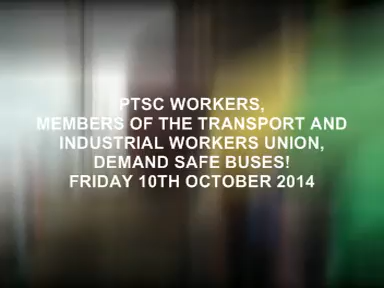 PTSC WORKERS,
MEMBERS OF THE TRANSPORT AND
INDUSTRIAL WORKERS UNION,
DEMAND SAFE BUSES!
FRIDAY 10TH OCTOBER 2014